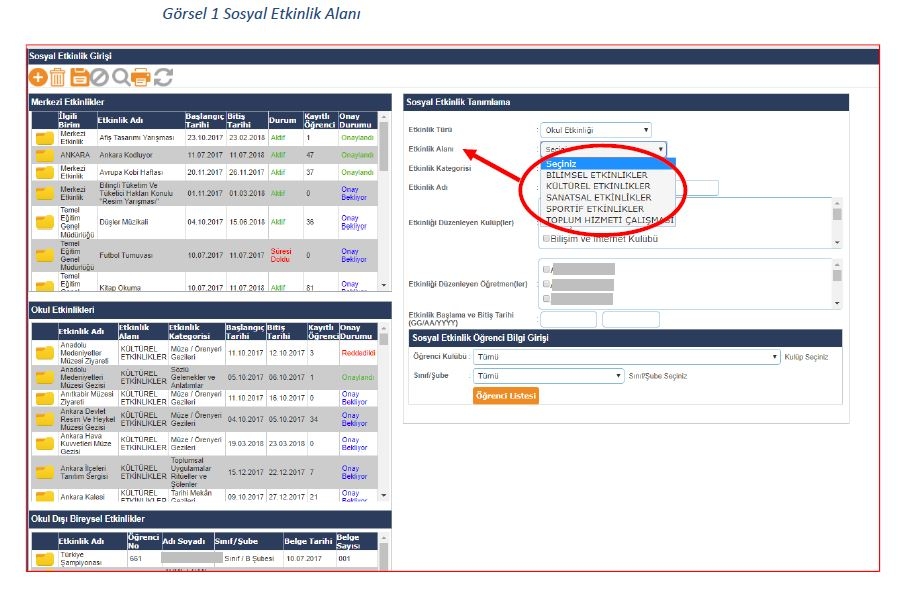 Görsel 1 Sosyal Etkinlik Alanı
Sosyal Etkinlik Girişi
Merkezi Etkinlikler
İlgili Birim Etkinlik Adı Başlangıç Tarihi Bitiş Tarihi Durum Kayıtlı Öğrenci Onay Durumu
Merkezi Etkinlik Afiş Tasarımı Yarışması 23.10.2017 23.02.2018 Aktif 1 Onaylandı
ANKARA Ankara Kodluyor 11.07.2017 11.07.2018 Aktif 47 Onaylandı
Merkezi Etkinlik Avrupa Kobi Haftası 20.11.2017 26.11.2017 Aktif 37 Onaylandı
Merkezi Etkinlik Bilinçli Tüketim Ve Tüketici Hakları Konulu "Resim Yarışması" 01.11.2017 01.03.2018 Aktif 0 Onay Bekliyor
Temel Eğitim Genel Müdürlüğü Düşler Müzikali 04.10.2017 15.06.2018 Aktif 36 Onay Bekliyor
Temel Eğitim Genel Müdürlüğü Futbol Turnuvası 10.07.2017 11.07.2017 Süresi Doldu 0 Onay Bekliyor
Temel Eğitim Genel Kitap Okuma 10.07.2017 11.07.2018 Aktif 81 Onay
Okul Etkinlikleri
Etkinlik Adı Etkinlik Alanı Etkinlik Kategorisi Başlangıç Tarihi Bitiş Tarihi Kayıtlı Öğrenci Onay Durumu
Anadolu Medeniyetler Müzesi Ziyareti KÜLTÜREL ETKİNLİKLER Müze / Örenyeri Gezileri 11.10.2017 12.10.2017 3 Reddedildi
Anadolu Medeniyetleri Müzesi Gezisi KÜLTÜREL ETKİNLİKLER Sözlü Gelenekler ve Anlatımlar 05.10.2017 06.10.2017 1 Onaylandı
Anıtkabir Müzesi Ziyareti KÜLTÜREL ETKİNLİKLER Müze / Örenyeri Gezileri 11.10.2017 16.10.2017 0 Onay Bekliyor
Ankara Devlet Resim Ve Heykel Müzesi Gezisi KÜLTÜREL ETKİNLİKLER Müze / Örenyeri Gezileri 04.10.2017 05.10.2017 34 Onay Bekliyor
Ankara Hava Kuvvetleri Müze Gezisi KÜLTÜREL ETKİNLİKLER Müze / Örenyeri Gezileri 19.03.2018 23.03.2018 0 Onay Bekliyor
Ankara İlçeleri Tanıtım Sergisi KÜLTÜREL ETKİNLİKLER Toplumsal Uygulamalar Ritüeller ve Şölenler 15.12.2017 22.12.2017 7 Onay Bekliyor
Ankara Kalesi KÜLTÜREL ETKİNLİKLER Tarihi Mekân Gezileri 09.10.2017 27.12.2017 21 Onay Bekliyor
Okul Dışı Bireysel Etkinlikler
Etkinlik Adı Öğrenci No Adı Soyadı Sınıf/Şube Belge Tarihi Belge Sayısı
Türkiye Şampiyonası 661 Sınıf / B Şubesi 10.07.2017 001
Sosyal Etkinlik Tanımlama
Etkinlik Türü : Okul Etkinliği
Etkinlik Alanı : Seçiniz
Etkinlik Kategorisi :
Seçiniz
BİLİMSEL ETKİNLİKLER
KÜLTÜREL ETKİNLİKLER
SANATSAL ETKİNLİKLER
SPORTİF ETKİNLİKLER
TOPLUM HİZMETİ ÇALIŞMASI
Etkinlik Adı :
Etkinliği Düzenleyen Kulüp(ler) :
Bilişim ve İnternet Kulübü
Etkinliği Düzenleyen Öğretmen(ler) :
Etkinlik Başlama ve Bitiş Tarihi (GG/AA/YYYY) :
Sosyal Etkinlik Öğrenci Bilgi Girişi
Öğrenci Kulübü : Tümü Kulüp Seçiniz
Sınıf/Şube : Tümü Sınıf/Şube Seçiniz
Öğrenci Listesi